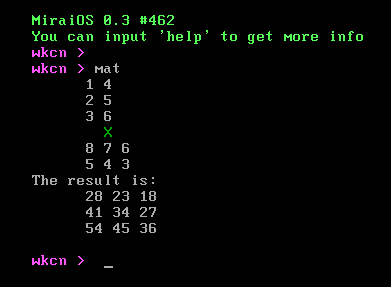 MiraiOS 0.3 #462
You can input 'help' to get more info
wkcn >
wkcn > mat
1 4
2 5
3 6
X
8 7 6
5 4 3
The result is:
28 23 18
41 34 27
54 45 36
wkcn > _